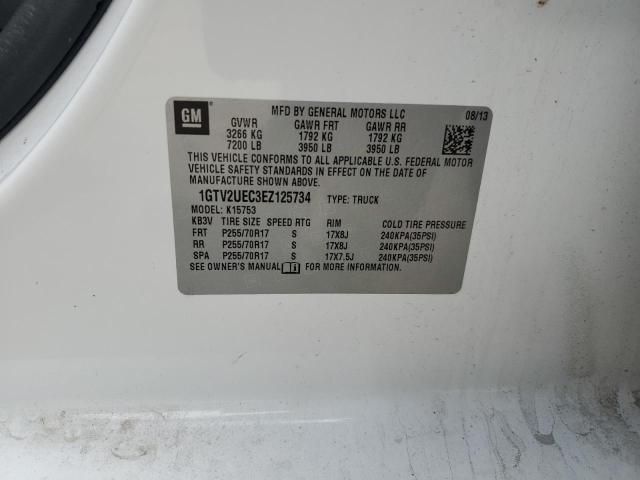 GM
MFD BY GENERAL MOTORS LLC 08/13
GVWR GAWR FRT GAWR RR
3266 KG 1792 KG 1792 KG
7200 LB 3950 LB 3950 LB
THIS VEHICLE CONFORMS TO ALL APPLICABLE U.S. FEDERAL MOTOR
VEHICLE SAFETY STANDARDS IN EFFECT ON THE DATE OF
MANUFACTURE SHOWN ABOVE.
1GTV2UEC3EZ125734 TYPE: TRUCK
MODEL: K15753
KB3V TIRE SIZE SPEED RTG RIM COLD TIRE PRESSURE
FRT P255/70R17 S 17X8J 240KPA(35PSI)
RR P255/70R17 S 17X8J 240KPA(35PSI)
SPA P255/70R17 S 17X7.5J 240KPA(35PSI)
SEE OWNER'S MANUAL FOR MORE INFORMATION.